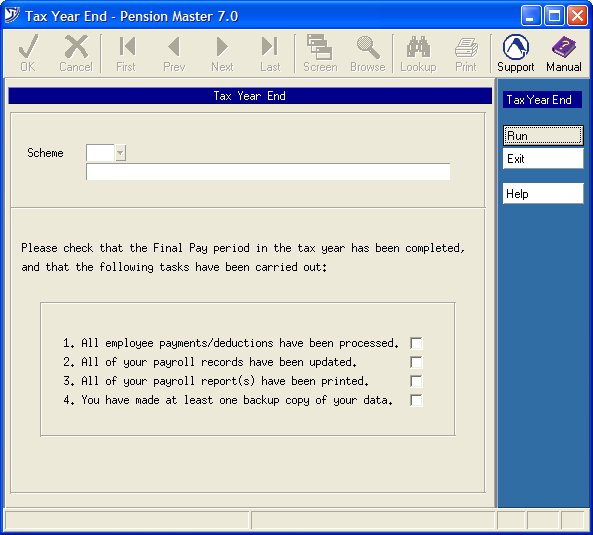 Tax Year End - Pension Master 7.0
OK Cancel First Prev Next Last Screen Browse Lookup Print Support Manual
Tax Year End
Tax Year End
Run
Exit
Help
Scheme
Please check that the Final Pay period in the tax year has been completed,
and that the following tasks have been carried out:
1. All employee payments/deductions have been processed.
2. All of your payroll records have been updated.
3. All of your payroll report(s) have been printed.
4. You have made at least one backup copy of your data.